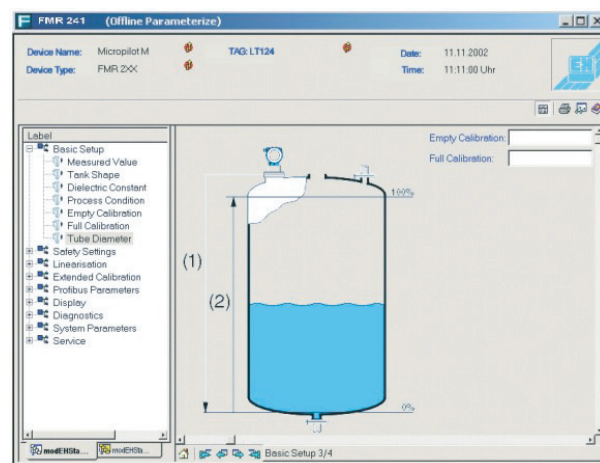 FMR 241 (Offline Parameterize)
Device Name: Micropilot M TAG: LT124 Date: 11.11.2002
Device Type: FMR 2XX Time: 11:11:00 Uhr
Label
Basic Setup
Measured Value
Tank Shape
Dielectric Constant
Process Condition
Empty Calibration
Full Calibration
Tube Diameter
Safety Settings
Linearisation
Extended Calibration
Profibus Parameters
Display
Diagnostics
System Parameters
Service
Empty Calibration:
Full Calibration:
100%
(1)
(2)
0%
modEHSta... modEHSta...
Basic Setup 3/4